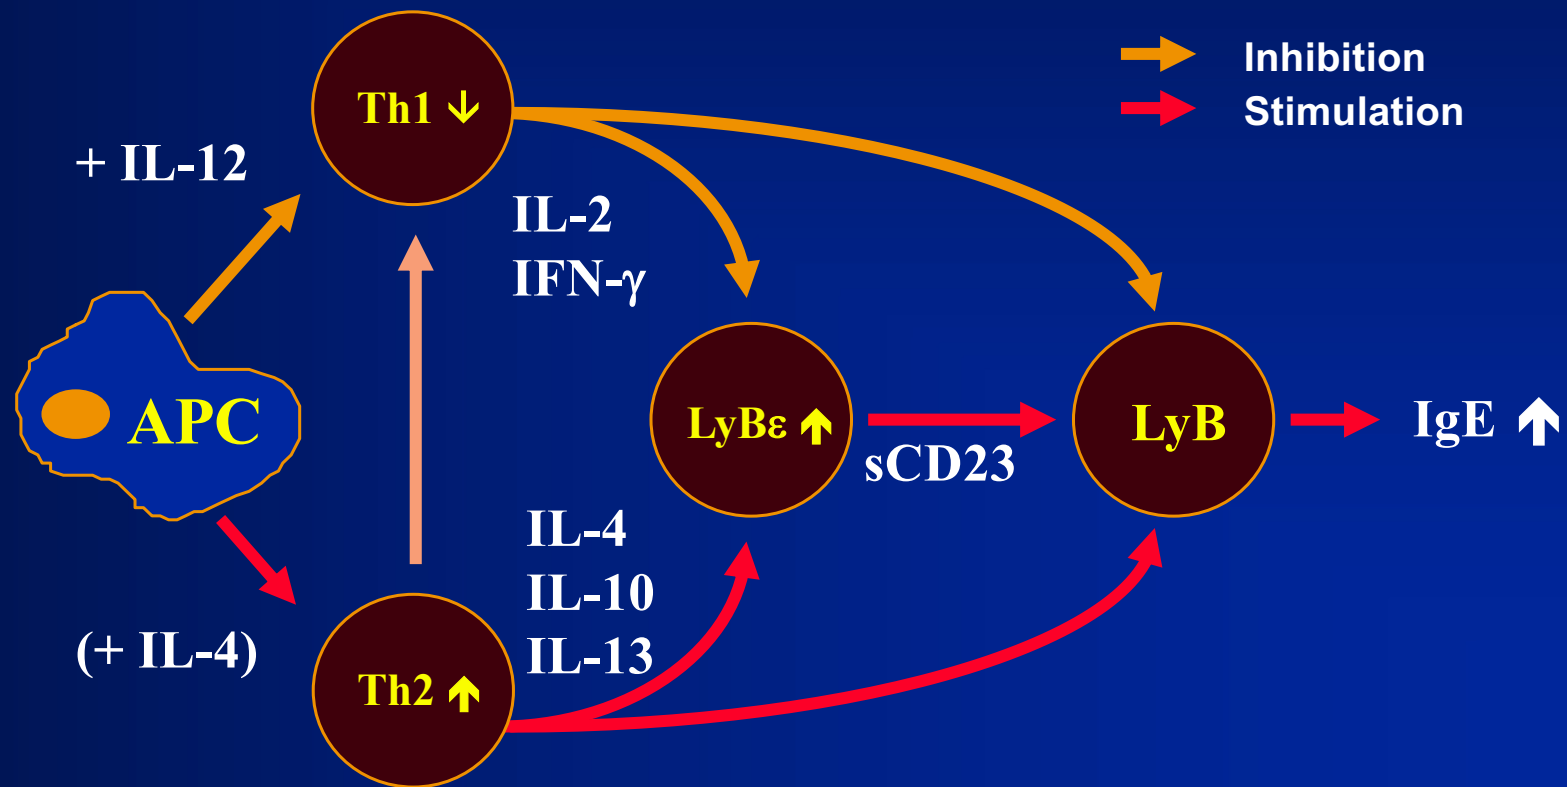 Inhibition
Stimulation
Th1 ↓
+ IL-12
IL-2
IFN-γ
APC
LyBε ↑
sCD23
LyB
IgE ↑
IL-4
IL-10
IL-13
(+ IL-4)
Th2 ↑